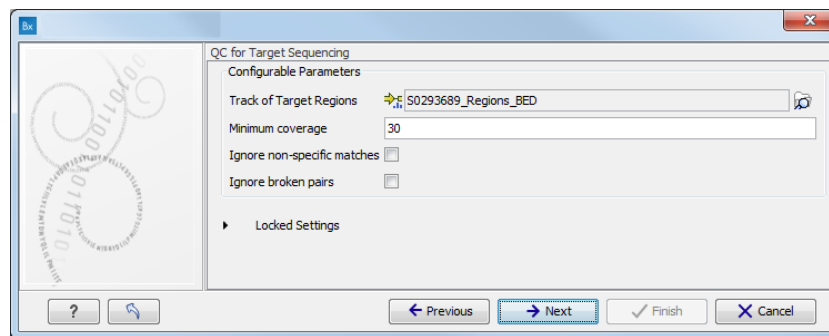 Bx
QC for Target Sequencing
Configurable Parameters
Track of Target Regions S0293689_Regions_BED
Minimum coverage 30
Ignore non-specific matches
Ignore broken pairs
Locked Settings
? Previous Next Finish Cancel